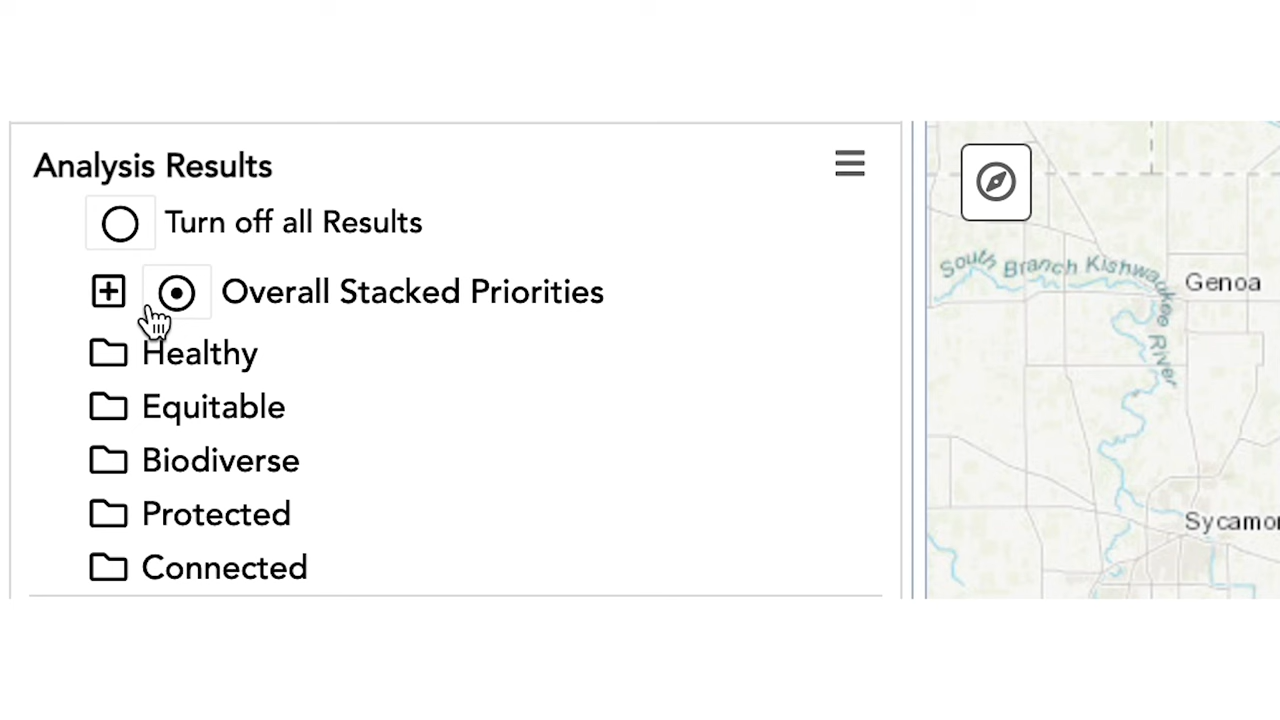 Analysis Results
Turn off all Results
Overall Stacked Priorities
Healthy
Equitable
Biodiverse
Protected
Connected
South Branch Kishwaukee River
Genoa
Sycamor